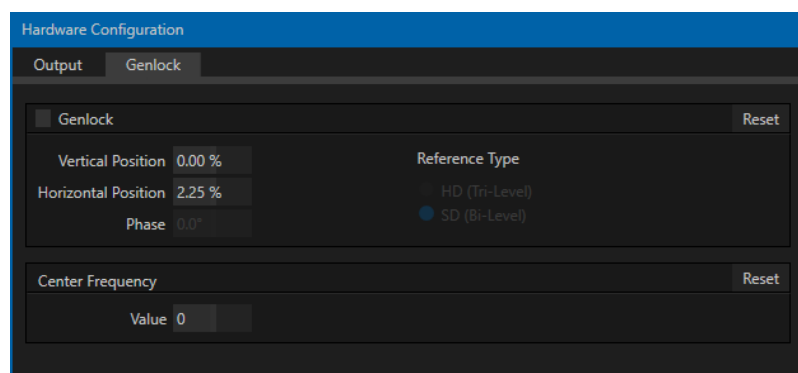 Hardware Configuration
Output Genlock
Genlock Reset
Vertical Position 0.00 % Reference Type
Horizontal Position 2.25 % HD (Tri-Level)
Phase 0.0° SD (Bi-Level)
Center Frequency Reset
Value 0